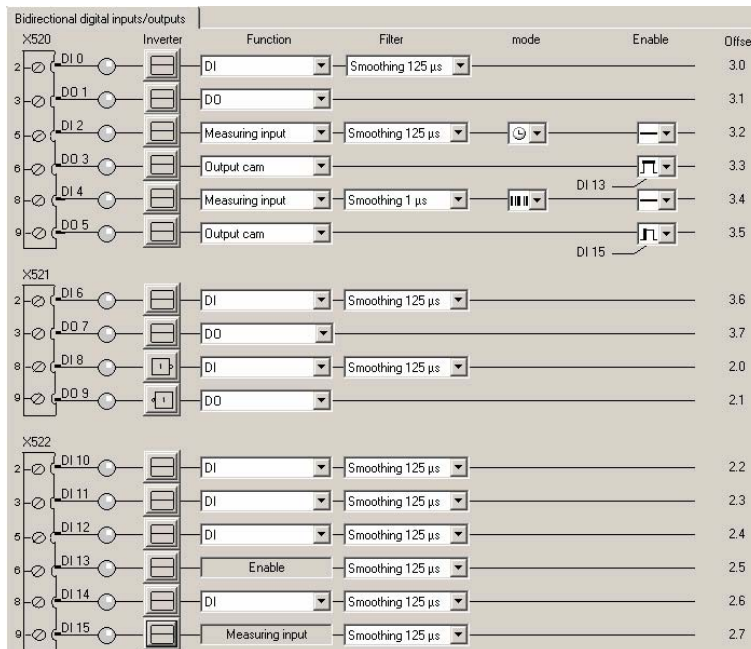 Bidirectional digital inputs/outputs
X520 Inverter Function Filter mode Enable Offse
2 DI 0 DI Smoothing 125 µs 3.0
3 DO 1 DO 3.1
5 DI 2 Measuring input Smoothing 125 µs 3.2
6 DO 3 Output cam 3.3
DI 13
8 DI 4 Measuring input Smoothing 1 µs 3.4
9 DO 5 Output cam 3.5
DI 15
X521
2 DI 6 DI Smoothing 125 µs 3.6
3 DO 7 DO 3.7
8 DI 8 1 DI Smoothing 125 µs 2.0
9 DO 9 1 DO 2.1
X522
2 DI 10 DI Smoothing 125 µs 2.2
3 DI 11 DI Smoothing 125 µs 2.3
5 DI 12 DI Smoothing 125 µs 2.4
6 DI 13 Enable Smoothing 125 µs 2.5
8 DI 14 DI Smoothing 125 µs 2.6
9 DI 15 Measuring input Smoothing 125 µs 2.7